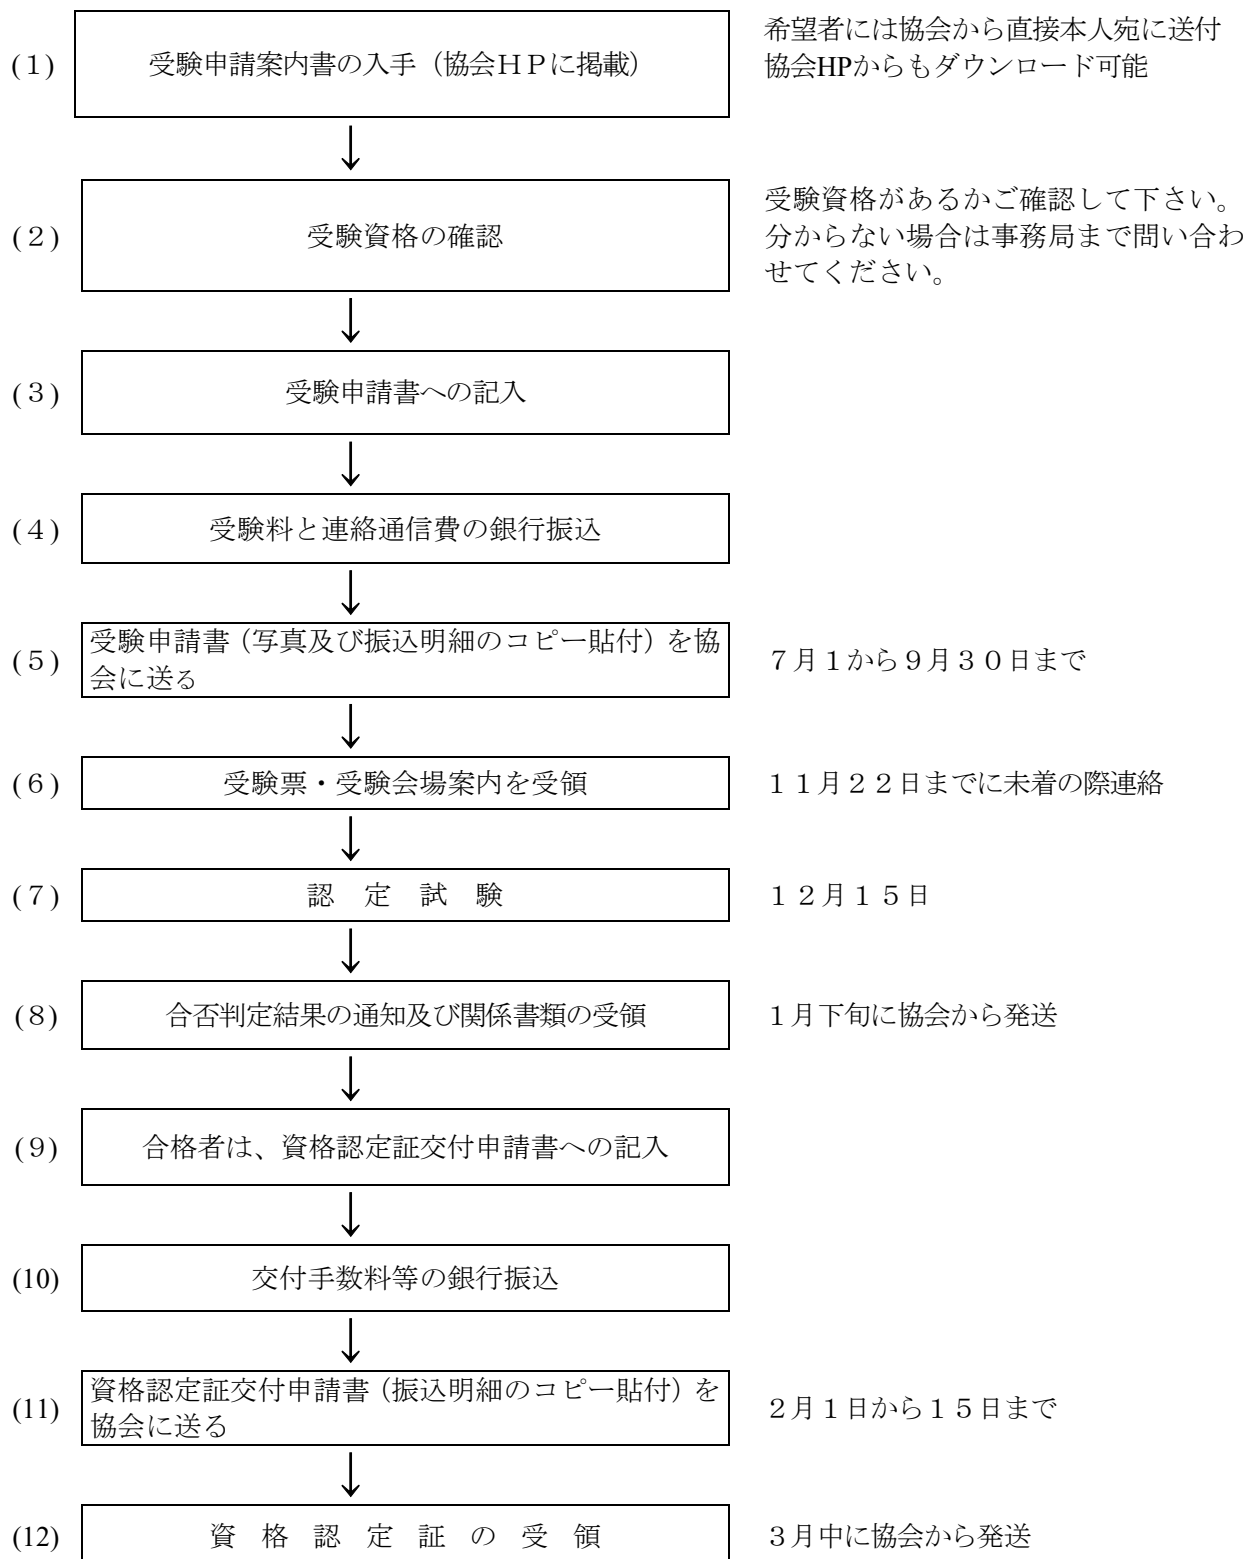 (１) 受験申請案内書の入手（協会ＨＰに掲載） 希望者には協会から直接本人宛に送付
協会HPからもダウンロード可能
(２) 受験資格の確認 受験資格があるかご確認して下さい。
分からない場合は事務局まで問い合わ
せてください。
(３) 受験申請書への記入
(４) 受験料と連絡通信費の銀行振込
(５) 受験申請書（写真及び振込明細のコピー貼付）を協
会に送る
７月１から９月３０日まで
(６) 受験票・受験会場案内を受領 １１月２２日までに未着の際連絡
(７) 認　定　試　験 １２月１５日
(８) 合否判定結果の通知及び関係書類の受領 １月下旬に協会から発送
(９) 合格者は、資格認定証交付申請書への記入
(10) 交付手数料等の銀行振込
(11) 資格認定証交付申請書（振込明細のコピー貼付）を
協会に送る
２月１日から１５日まで
(12) 資　格　認　定　証　の　受　領 ３月中に協会から発送